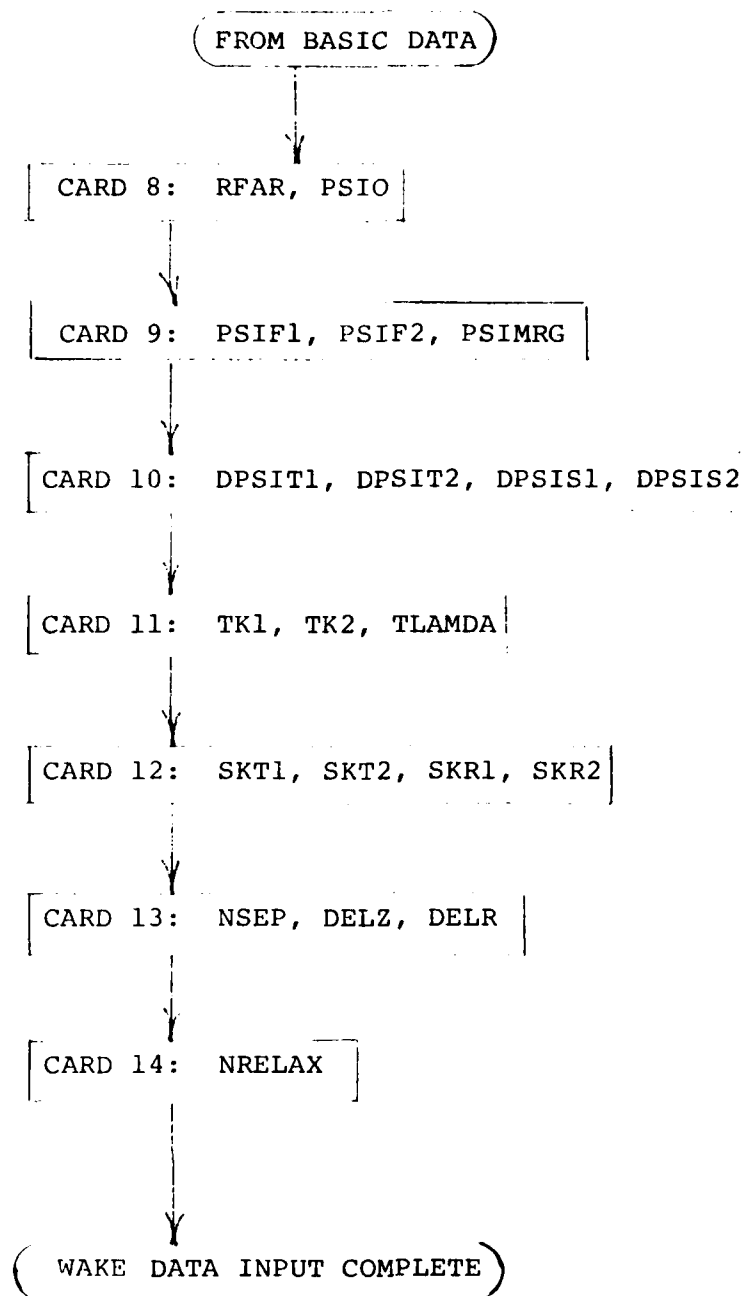 FROM BASIC DATA
CARD 8: RFAR, PSIO
CARD 9: PSIF1, PSIF2, PSIMRG
CARD 10: DPSIT1, DPSIT2, DPSIS1, DPSIS2
CARD 11: TK1, TK2, TLAMDA
CARD 12: SKT1, SKT2, SKR1, SKR2
CARD 13: NSEP, DELZ, DELR
CARD 14: NRELAX
WAKE DATA INPUT COMPLETE